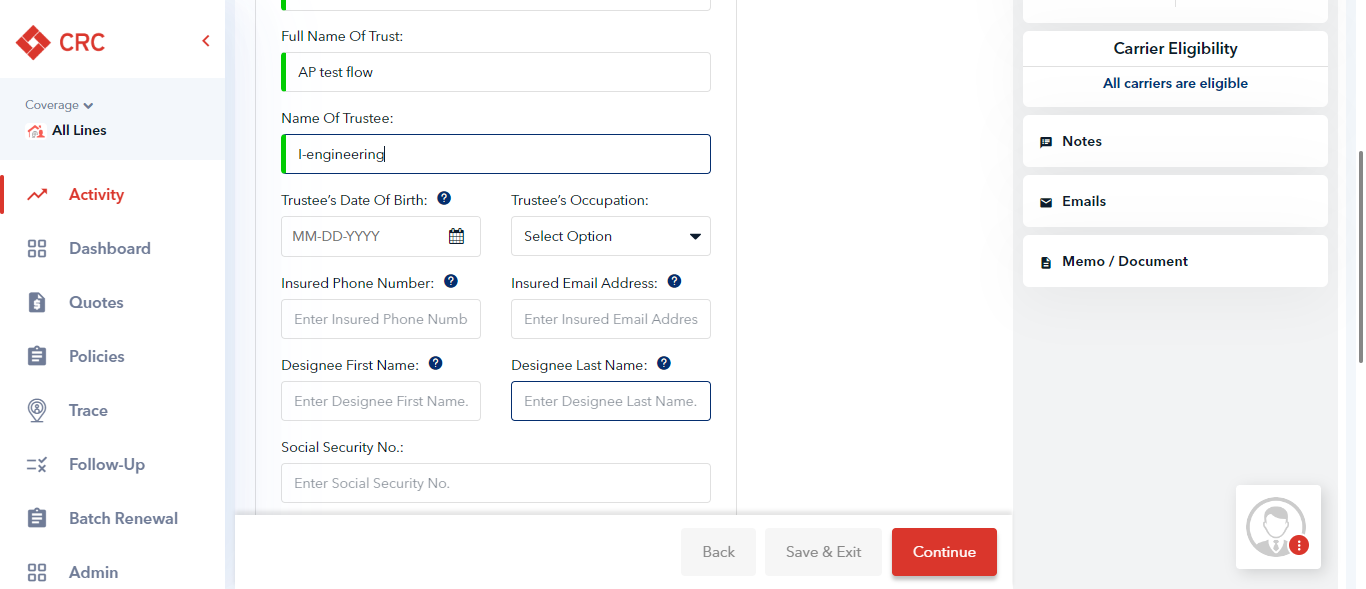 CRC
Coverage
All Lines
Activity
Dashboard
Quotes
Policies
Trace
Follow-Up
Batch Renewal
Admin
Full Name Of Trust:
AP test flow
Name Of Trustee:
I-engineering
Trustee's Date Of Birth: ?
Trustee's Occupation:
MM-DD-YYYY
Select Option
Insured Phone Number: ?
Insured Email Address: ?
Enter Insured Phone Numb
Enter Insured Email Addres
Designee First Name: ?
Designee Last Name: ?
Enter Designee First Name.
Enter Designee Last Name.
Social Security No.:
Enter Social Security No.
Back
Save & Exit
Continue
Carrier Eligibility
All carriers are eligible
Notes
Emails
Memo / Document